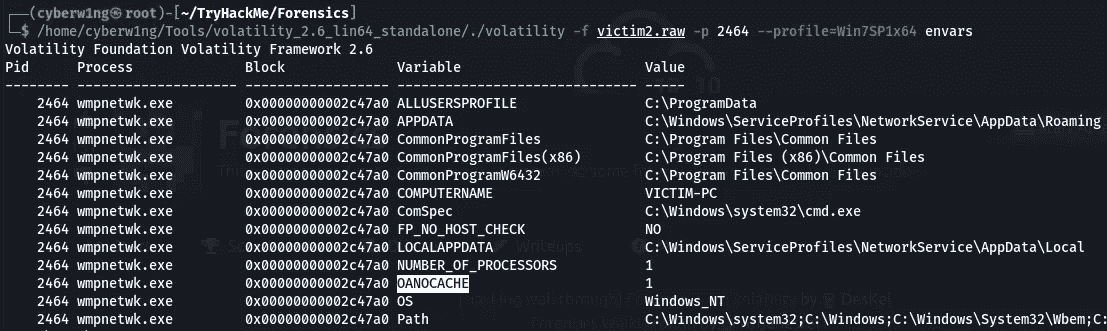 (cyberw1ng㉿root)-[~/TryHackMe/Forensics]
$ /home/cyberw1ng/Tools/volatility_2.6_lin64_standalone/./volatility -f victim2.raw -p 2464 --profile=Win7SP1x64 envars
Volatility Foundation Volatility Framework 2.6
Pid Process Block Variable Value
-------- -------------------- ------------------ ------------------------------ -----
2464 wmpnetwk.exe 0x00000000002c47a0 ALLUSERSPROFILE C:\ProgramData
2464 wmpnetwk.exe 0x00000000002c47a0 APPDATA C:\Windows\ServiceProfiles\NetworkService\AppData\Roaming
2464 wmpnetwk.exe 0x00000000002c47a0 CommonProgramFiles C:\Program Files\Common Files
2464 wmpnetwk.exe 0x00000000002c47a0 CommonProgramFiles(x86) C:\Program Files (x86)\Common Files
2464 wmpnetwk.exe 0x00000000002c47a0 CommonProgramW6432 C:\Program Files\Common Files
2464 wmpnetwk.exe 0x00000000002c47a0 COMPUTERNAME VICTIM-PC
2464 wmpnetwk.exe 0x00000000002c47a0 ComSpec C:\Windows\system32\cmd.exe
2464 wmpnetwk.exe 0x00000000002c47a0 FP_NO_HOST_CHECK NO
2464 wmpnetwk.exe 0x00000000002c47a0 LOCALAPPDATA C:\Windows\ServiceProfiles\NetworkService\AppData\Local
2464 wmpnetwk.exe 0x00000000002c47a0 NUMBER_OF_PROCESSORS 1
2464 wmpnetwk.exe 0x00000000002c47a0 OANOCACHE 1
2464 wmpnetwk.exe 0x00000000002c47a0 OS Windows_NT
2464 wmpnetwk.exe 0x00000000002c47a0 Path C:\Windows\system32;C:\Windows;C:\Windows\System32\Wbem;C: